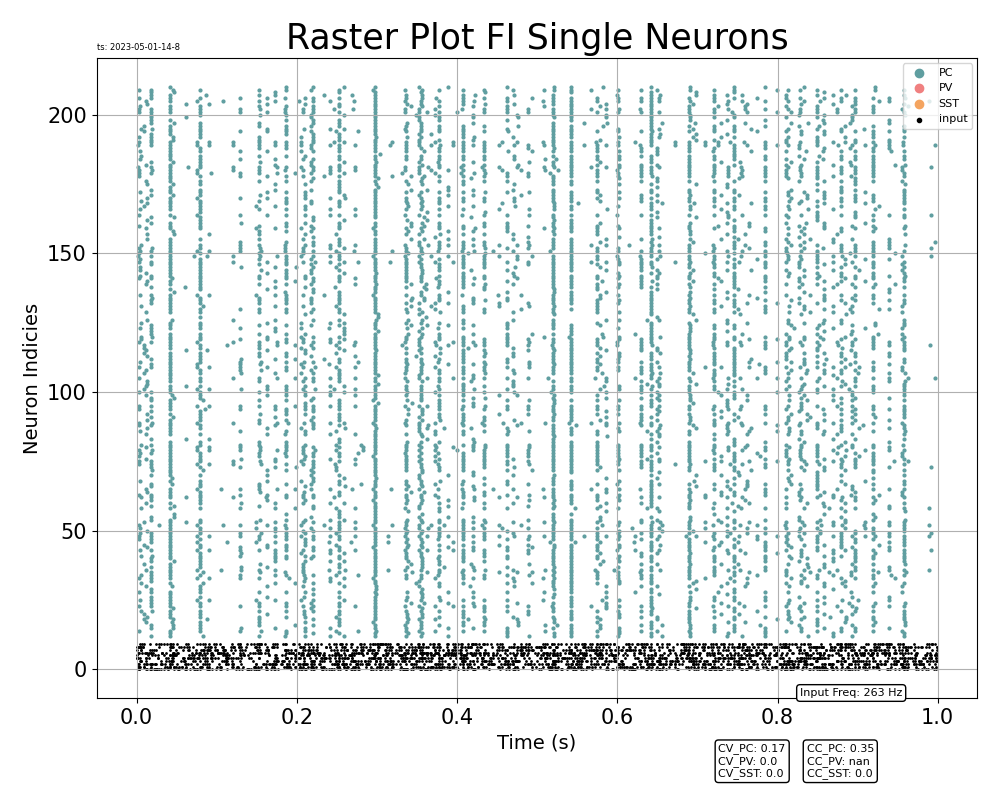 Raster Plot FI Single Neurons
ts: 2023-05-01-14-8
PC
PV
SST
input
200
150
100
50
0
Neuron Indicies
0.0 0.2 0.4 0.6 0.8 1.0
Time (s)
Input Freq: 263 Hz
CV_PC: 0.17
CV_PV: 0.0
CV_SST: 0.0
CC_PC: 0.35
CC_PV: nan
CC_SST: 0.0